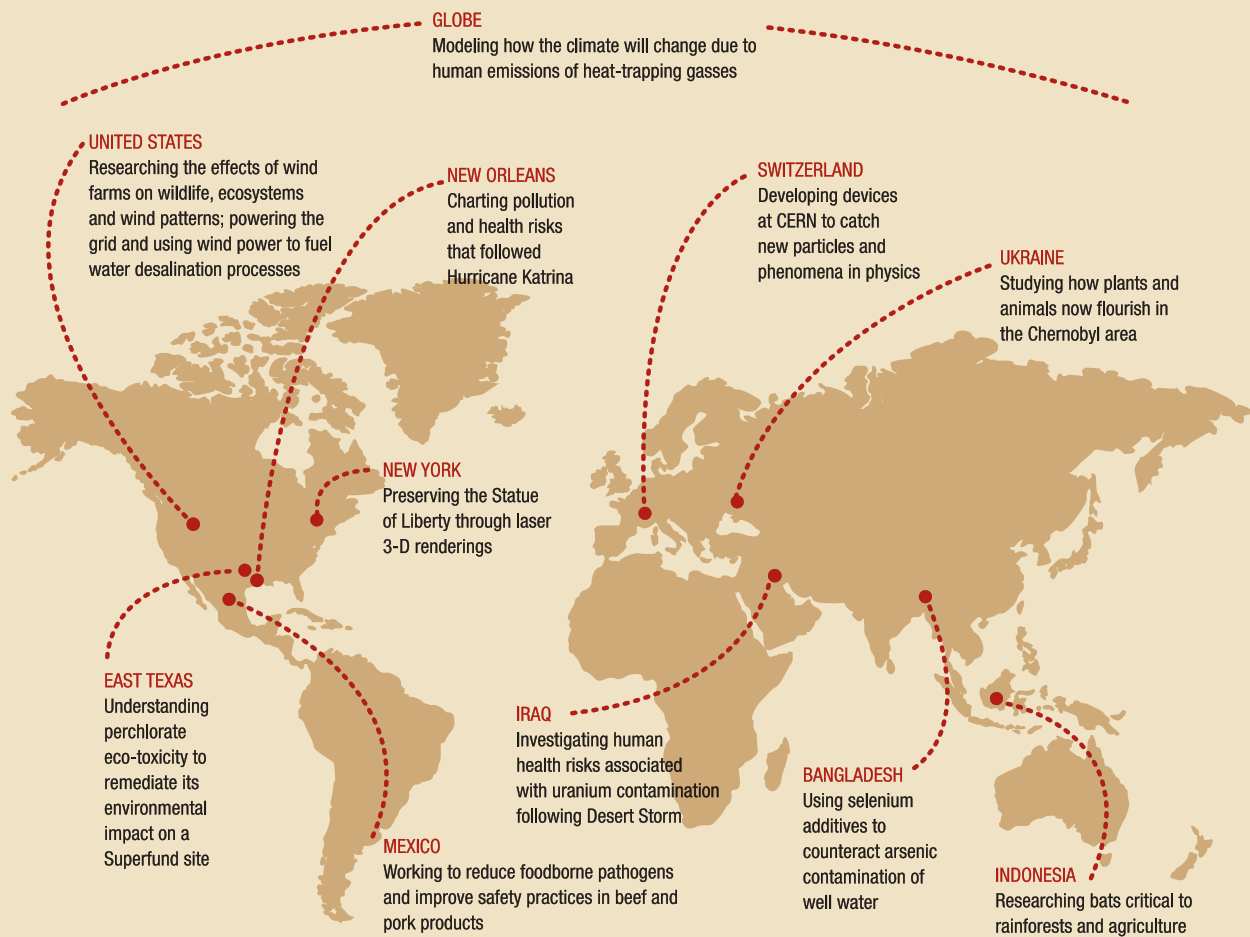 GLOBE
Modeling how the climate will change due to
human emissions of heat-trapping gasses
UNITED STATES
Researching the effects of wind
farms on wildlife, ecosystems
and wind patterns; powering the
grid and using wind power to fuel
water desalination processes
NEW ORLEANS
Charting pollution
and health risks
that followed
Hurricane Katrina
SWITZERLAND
Developing devices
at CERN to catch
new particles and
phenomena in physics
UKRAINE
Studying how plants and
animals now flourish in
the Chernobyl area
NEW YORK
Preserving the Statue
of Liberty through laser
3-D renderings
EAST TEXAS
Understanding
perchlorate
eco-toxicity to
remediate its
environmental
impact on a
Superfund site
MEXICO
Working to reduce foodborne pathogens
and improve safety practices in beef and
pork products
IRAQ
Investigating human
health risks associated
with uranium contamination
following Desert Storm
BANGLADESH
Using selenium
additives to
counteract arsenic
contamination of
well water
INDONESIA
Researching bats critical to
rainforests and agriculture